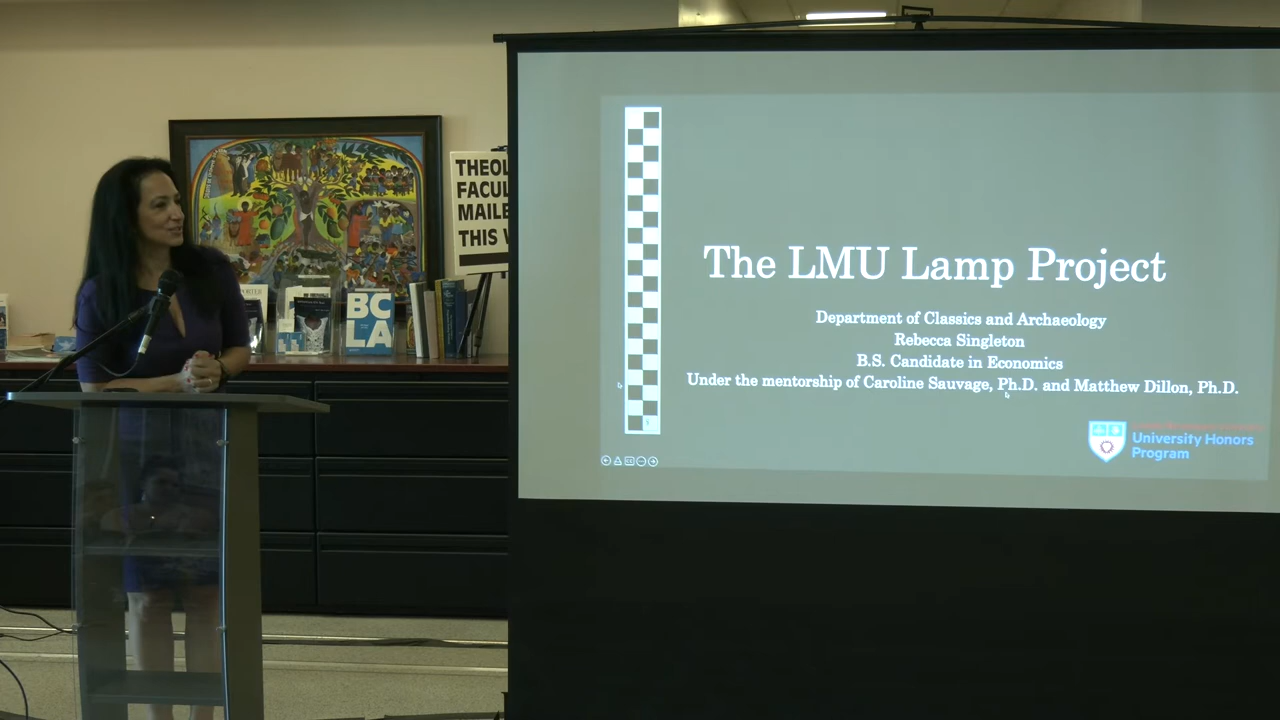 THEOL
FACUL
MAILE
THIS
BC
LA
The LMU Lamp Project
Department of Classics and Archaeology
Rebecca Singleton
B.S. Candidate in Economics
Under the mentorship of Caroline Sauvage, Ph.D. and Matthew Dillon, Ph.D.
University Honors
Program